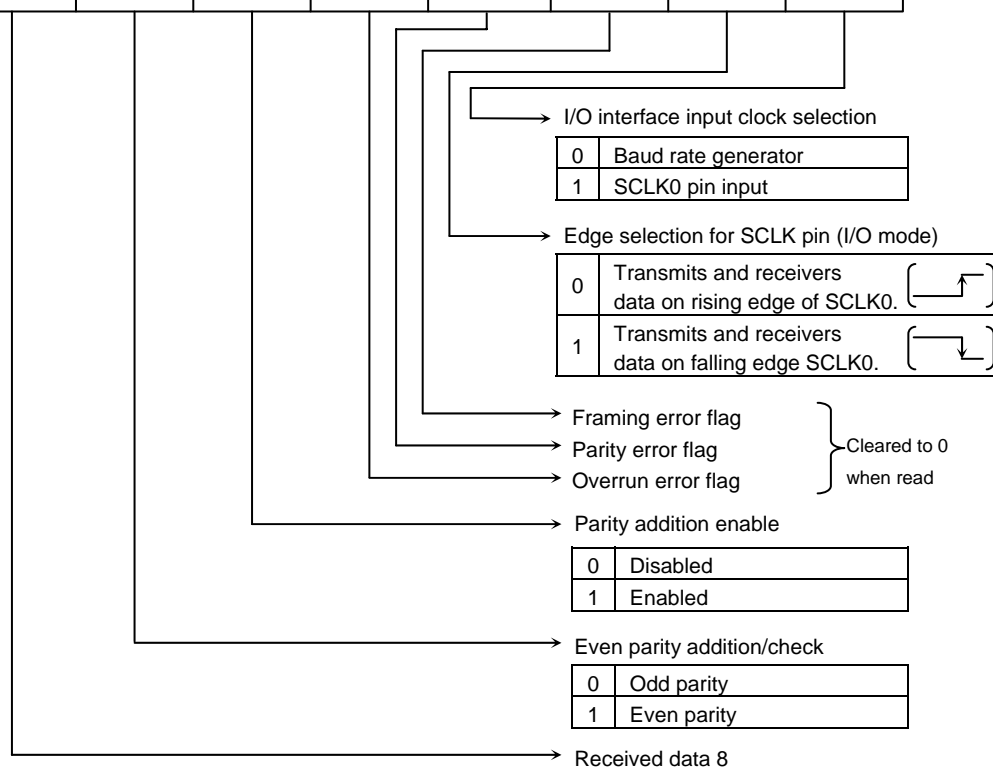 I/O interface input clock selection
0 Baud rate generator
1 SCLK0 pin input
Edge selection for SCLK pin (I/O mode)
0 Transmits and receivers
data on rising edge of SCLK0.
1 Transmits and receivers
data on falling edge SCLK0.
Framing error flag
Parity error flag
Overrun error flag
Cleared to 0
when read
Parity addition enable
0 Disabled
1 Enabled
Even parity addition/check
0 Odd parity
1 Even parity
Received data 8